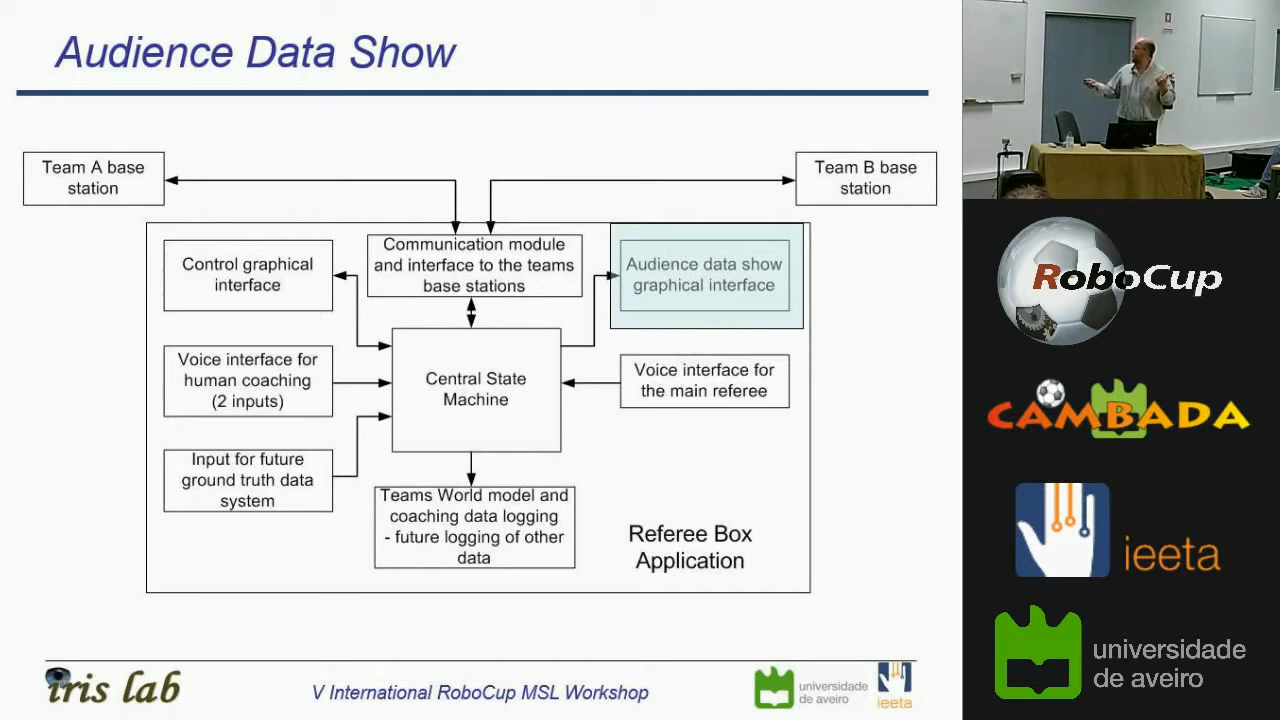 Audience Data Show
Team A base
station
Team B base
station
Control graphical
interface
Communication module
and interface to the teams
base stations
Audience data show
graphical interface
Voice interface for
human coaching
(2 inputs)
Central State
Machine
Voice interface for
the main referee
Input for future
ground truth data
system
Teams World model and
coaching data logging
- future logging of other
data
Referee Box
Application
iris lab
V International RoboCup MSL Workshop
universidade
de aveiro
ieeta
RoboCup
CAMBADA
ieeta
universidade
de aveiro